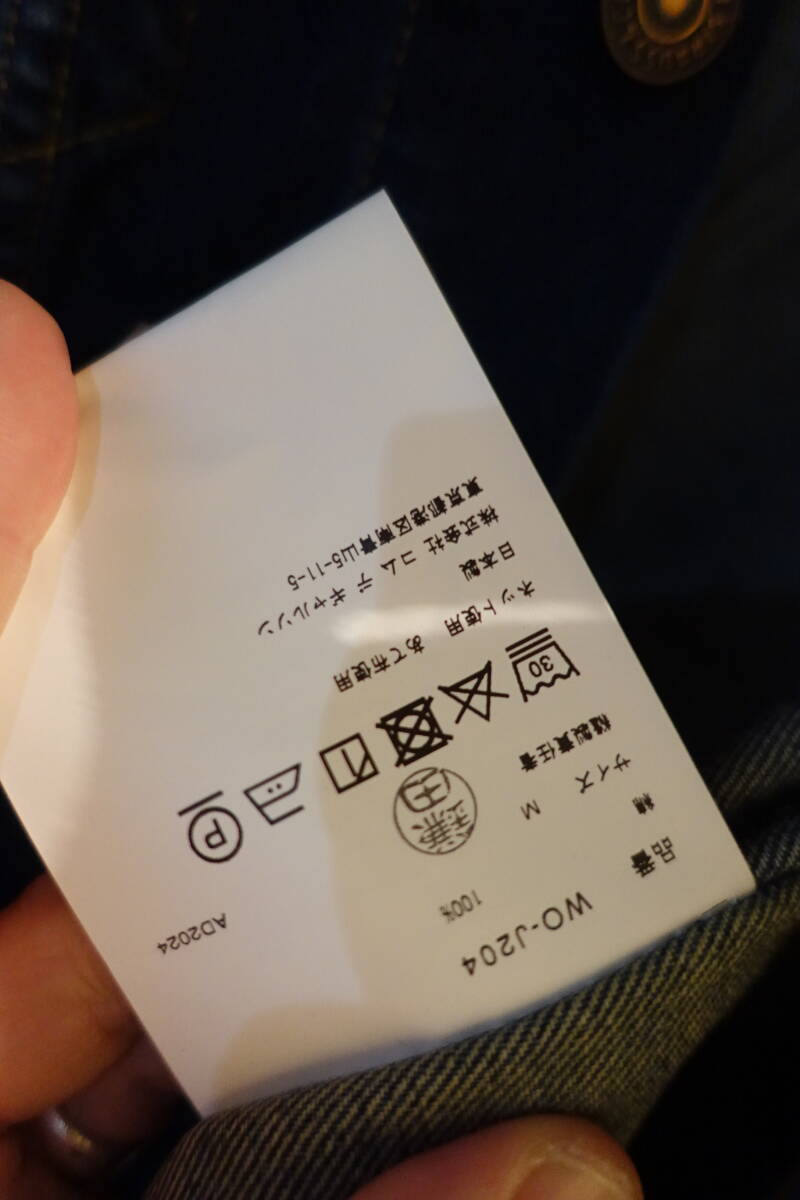 品番 WO-J204
綿 100%
サイズ M
縫製責任者
30
P
ネット使用 あて布使用
日本製
株式会社 コム デ ギャルソン
東京都港区南青山5-11-5
AD2024